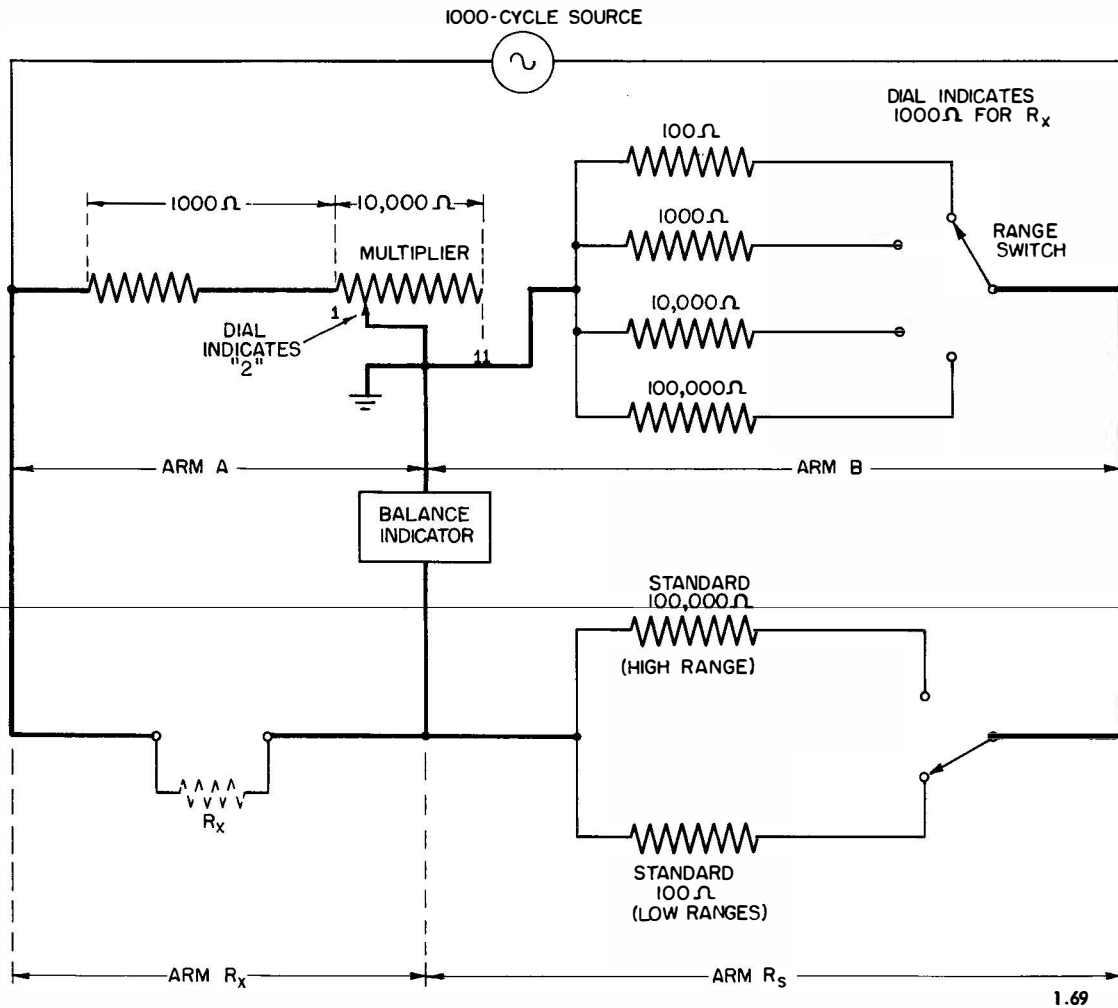 1000-CYCLE SOURCE
DIAL INDICATES
1000Ω FOR Rx
100Ω
1000Ω
10,000Ω
1000Ω
RANGE
SWITCH
MULTIPLIER
1
DIAL
INDICATES
"2"
11
10,000Ω
100,000Ω
ARM A
ARM B
BALANCE
INDICATOR
STANDARD
100,000Ω
(HIGH RANGE)
Rx
STANDARD
100Ω
(LOW RANGES)
ARM Rx
ARM Rs
1.69